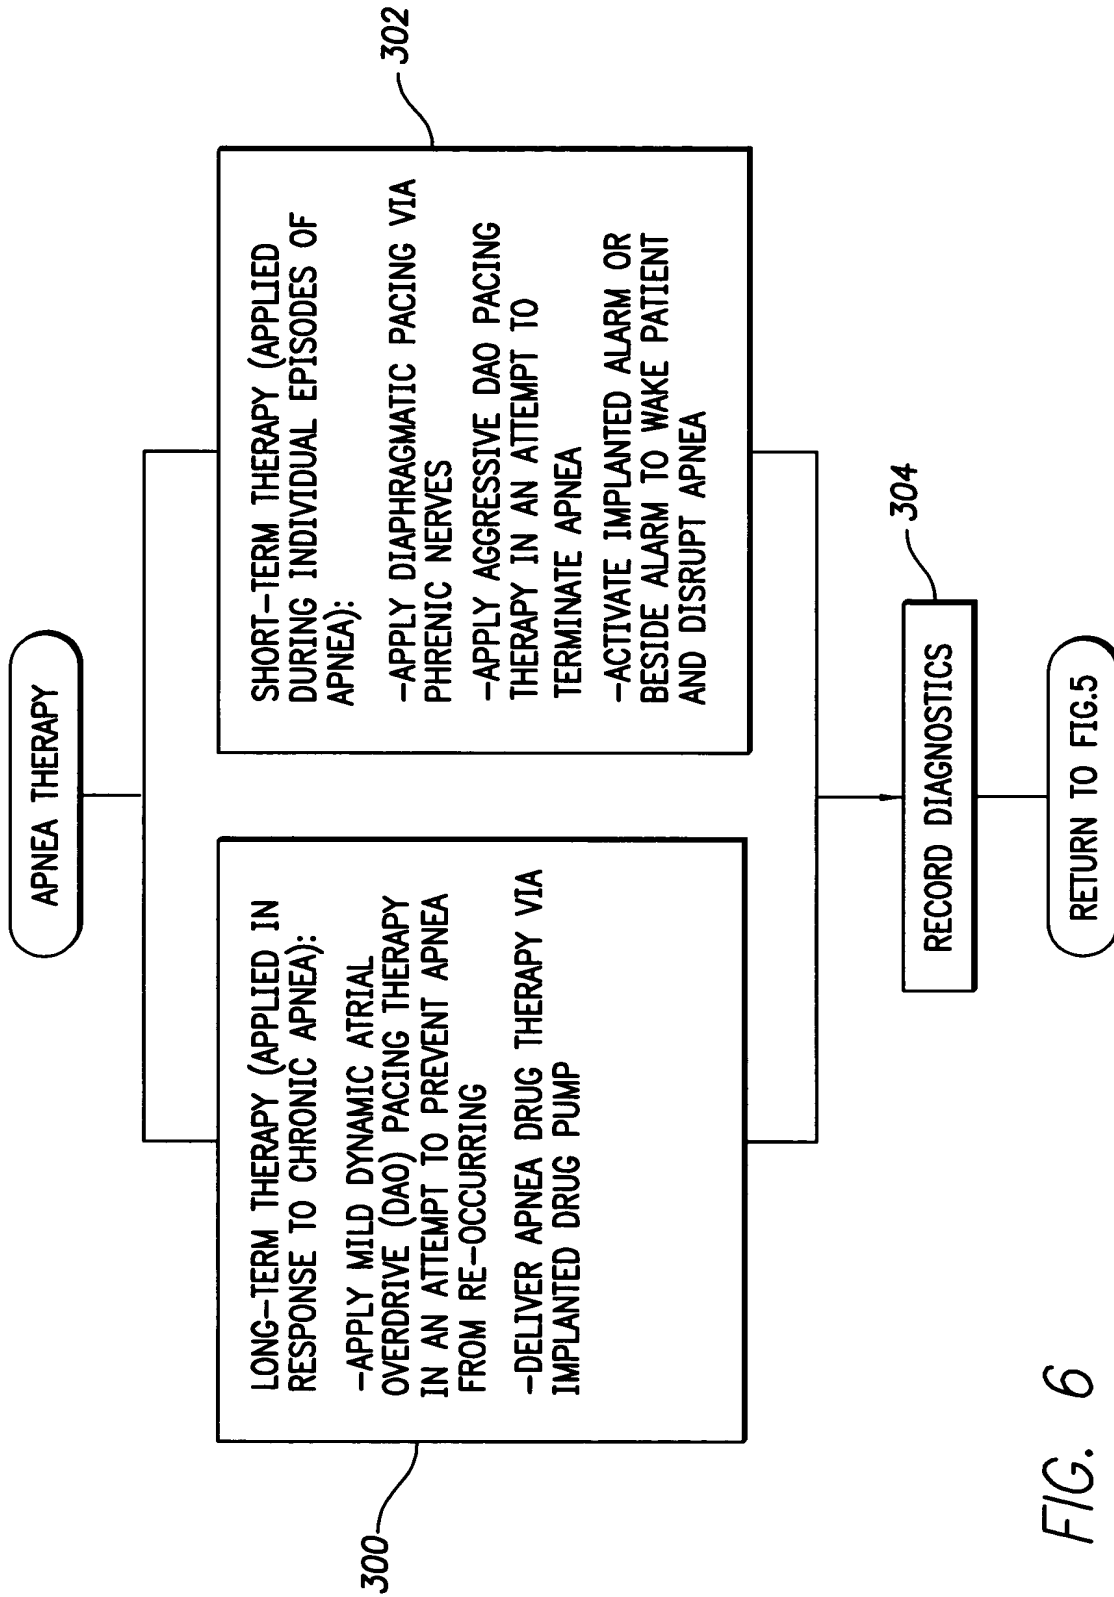 APNEA THERAPY
LONG-TERM THERAPY (APPLIED IN
RESPONSE TO CHRONIC APNEA):
-APPLY MILD DYNAMIC ATRIAL
OVERDRIVE (DAO) PACING THERAPY
IN AN ATTEMPT TO PREVENT APNEA
FROM RE-OCCURRING
-DELIVER APNEA DRUG THERAPY VIA
IMPLANTED DRUG PUMP
300
SHORT-TERM THERAPY (APPLIED
DURING INDIVIDUAL EPISODES OF
APNEA):
-APPLY DIAPHRAGMATIC PACING VIA
PHRENIC NERVES
-APPLY AGGRESSIVE DAO PACING
THERAPY IN AN ATTEMPT TO
TERMINATE APNEA
-ACTIVATE IMPLANTED ALARM OR
BESIDE ALARM TO WAKE PATIENT
AND DISRUPT APNEA
302
304
RECORD DIAGNOSTICS
RETURN TO FIG.5
FIG. 6